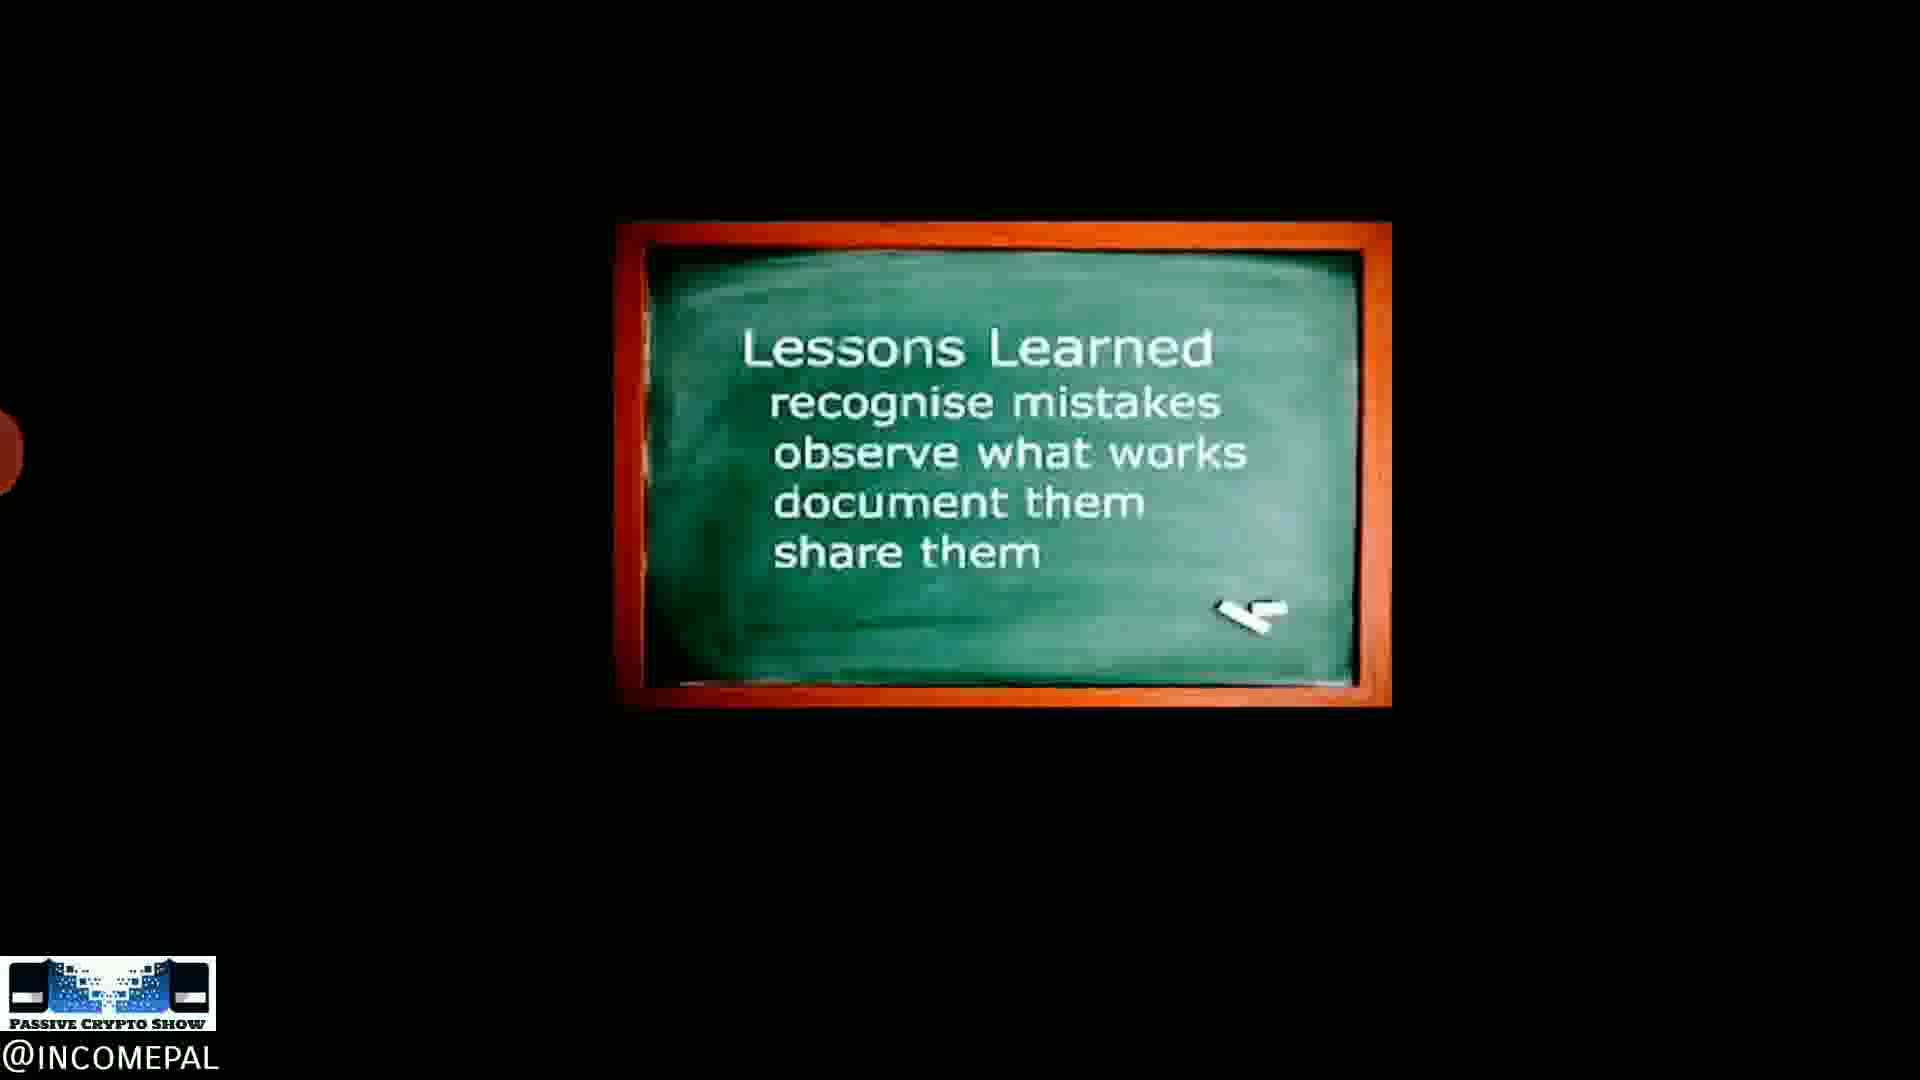 Lessons Learned
recognise mistakes
observe what works
document them
share them
PASSIVE CRYPTO SHOW
@INCOMEPAL